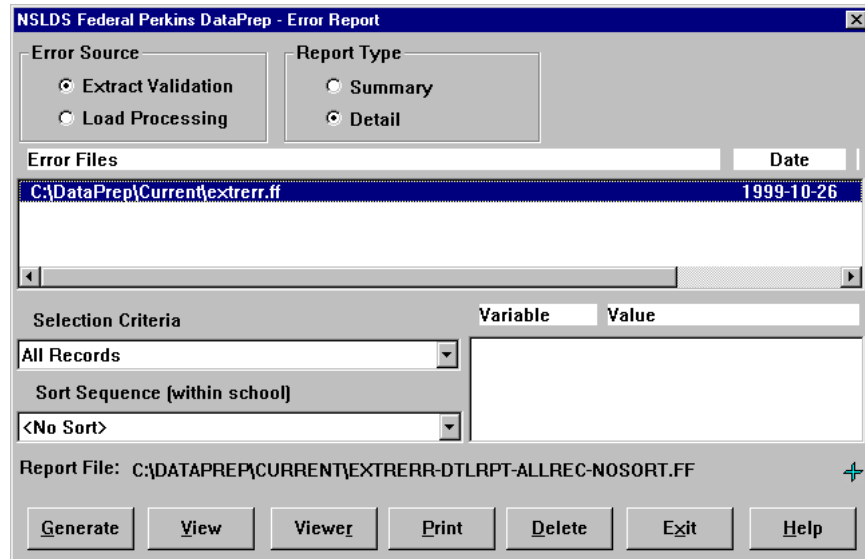 NSLDS Federal Perkins DataPrep - Error Report
Error Source
Report Type
Extract Validation
Summary
Load Processing
Detail
Error Files Date
C:\DataPrep\Current\extrerr.ff 1999-10-26
Selection Criteria
Variable Value
All Records
Sort Sequence (within school)
<No Sort>
Report File: C:\DATAPREP\CURRENT\EXTRERR-DTLRPT-ALLREC-NOSORT.FF
Generate View Viewer Print Delete Exit Help